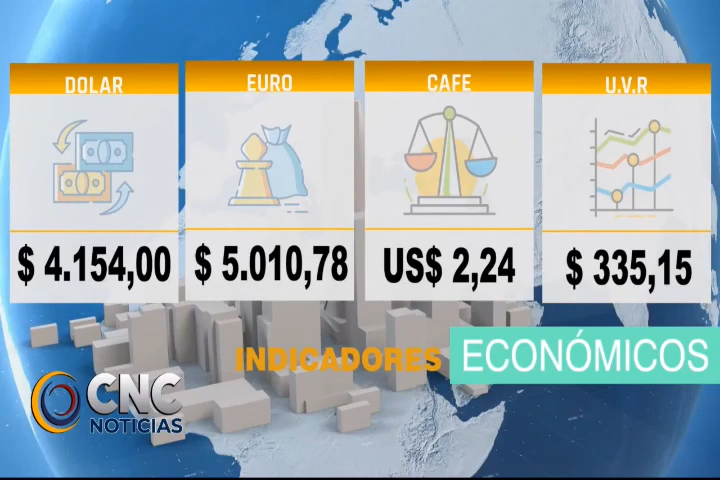 DOLAR
EURO
CAFE
U.V.R
$ 4.154,00
$ 5.010,78
US$ 2,24
$ 335,15
INDICADORES ECONÓMICOS
CNC
NOTICIAS